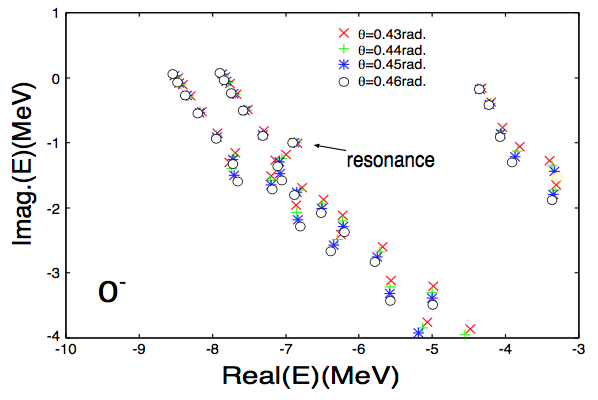 θ=0.43rad.
θ=0.44rad.
θ=0.45rad.
θ=0.46rad.
resonance
0-
Imag.(E)(MeV)
0
-1
-2
-3
-4
-10 -9 -8 -7 -6 -5 -4 -3
Real(E)(MeV)